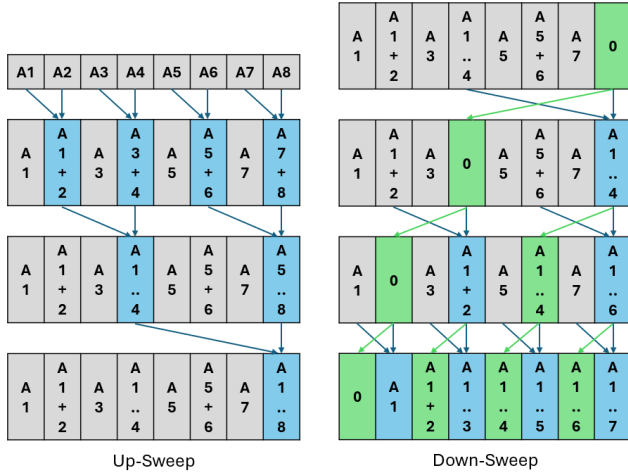 A1 A2 A3 A4 A5 A6 A7 A8
A1 A1+2 A3 A3+4 A5 A5+6 A7 A7+8
A1 A1+2 A3 A1..4 A5 A5+6 A7 A5..8
A1 A1+2 A3 A1..4 A5 A5+6 A7 A1..8
Up-Sweep
A1 A1+2 A3 A1..4 A5 A5+6 A7 0
A1 A1+2 A3 0 A5 A5+6 A7 A1..4
A1 0 A3 A1+2 A5 A1..4 A7 A1..6
0 A1 A1+2 A1..3 A1..4 A1..5 A1..6 A1..7
Down-Sweep